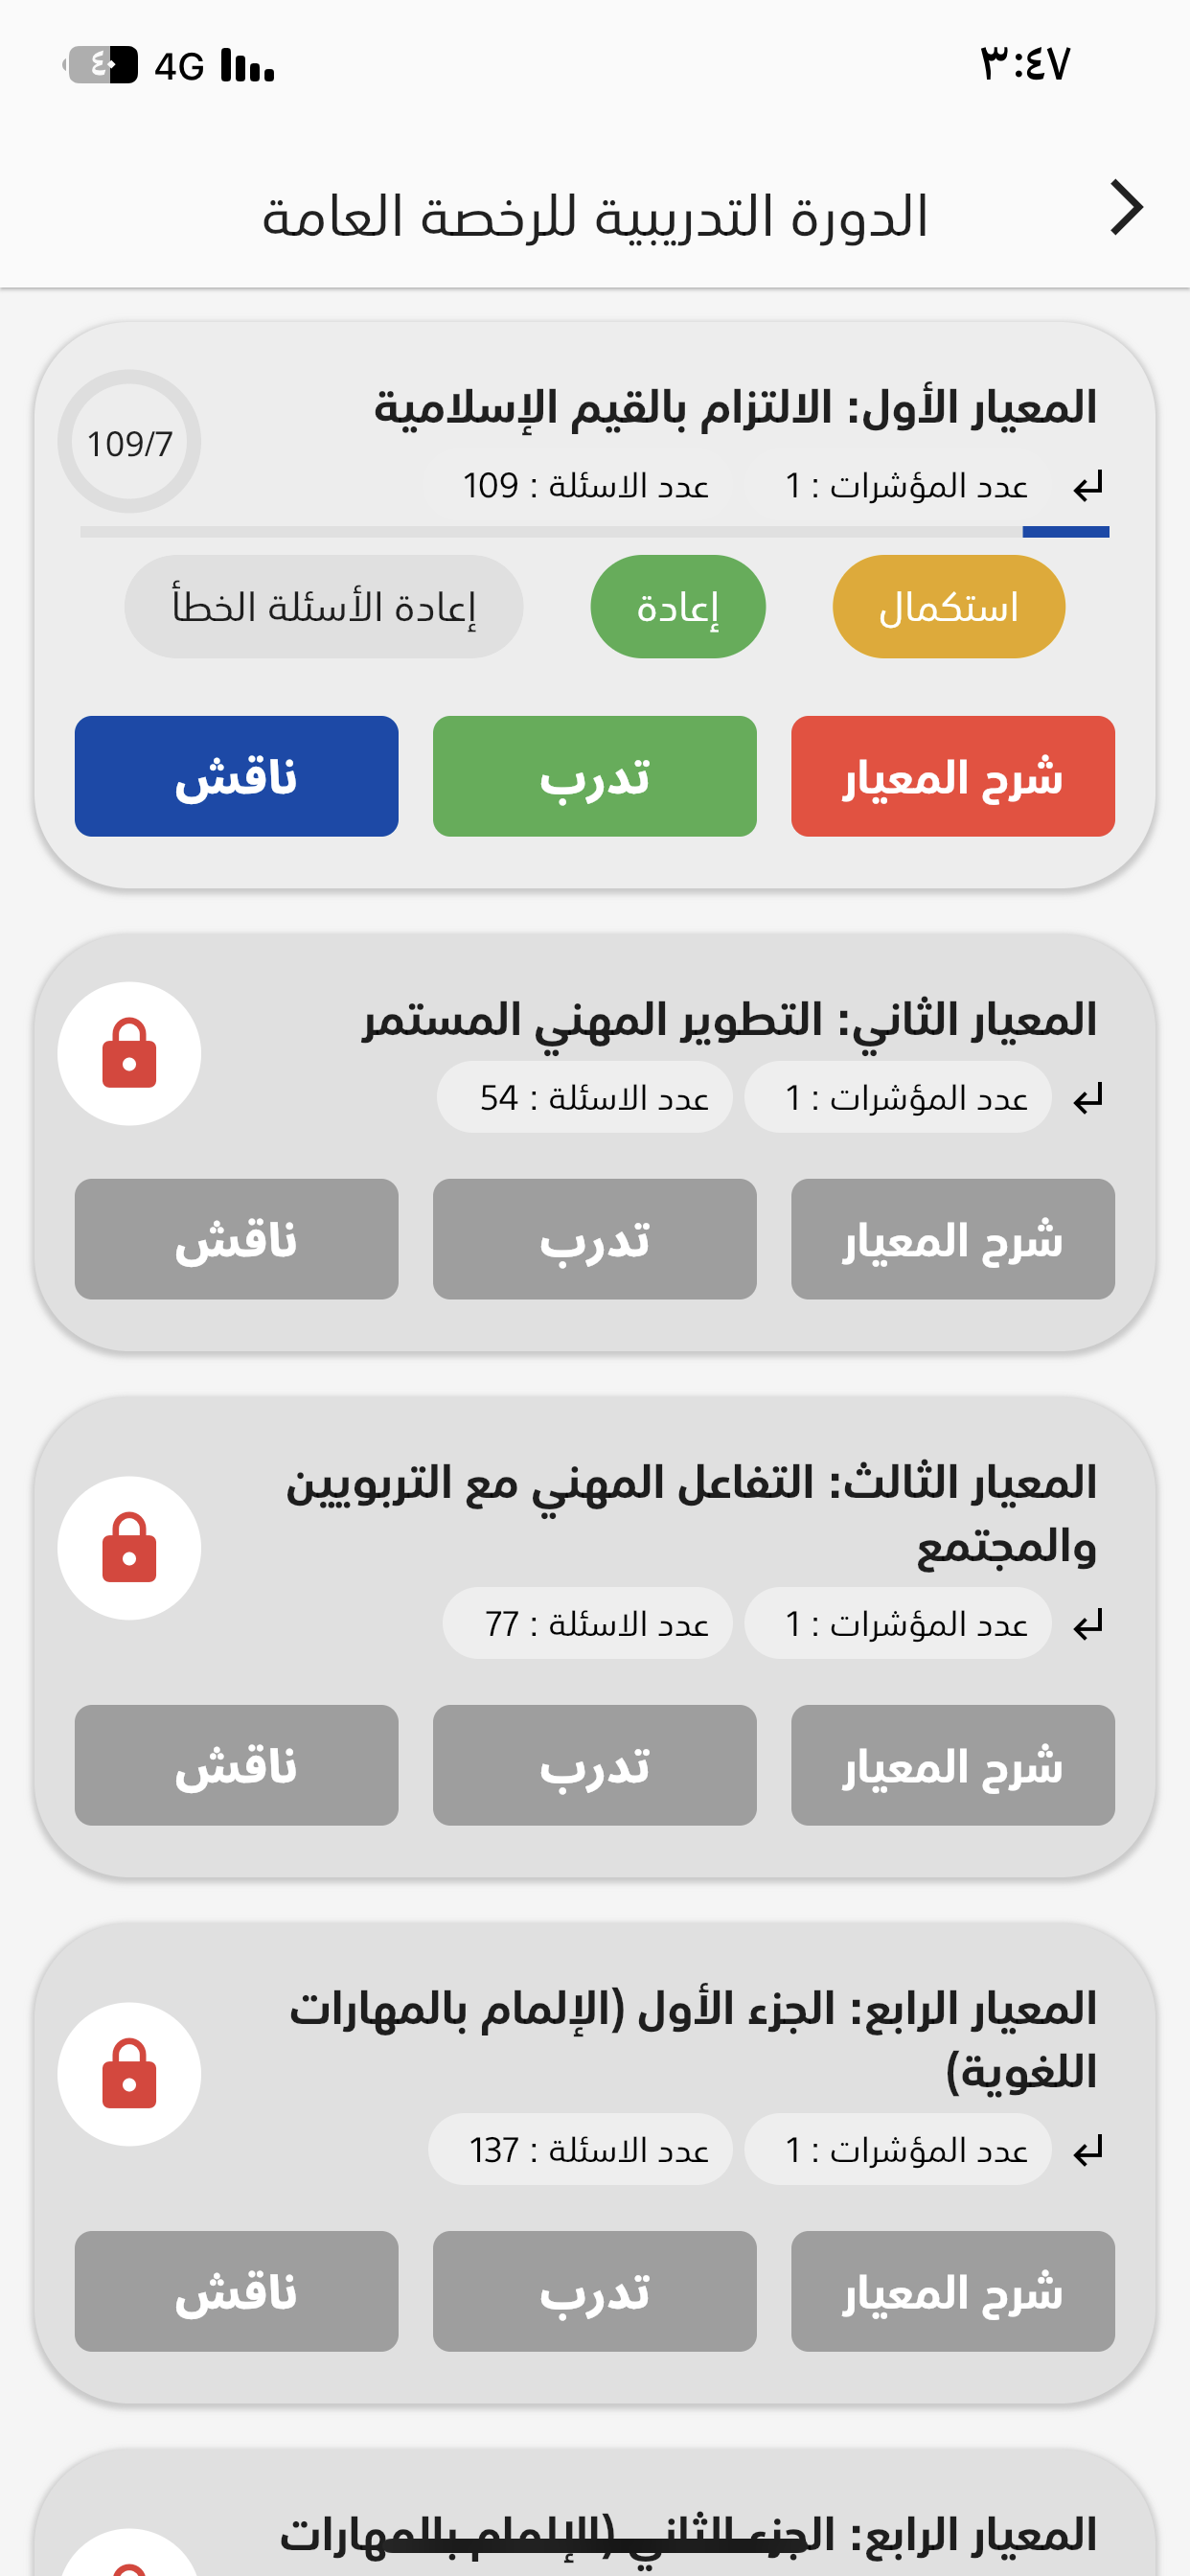 ٣:٤٧
4G
٤٠
الدورة التدريبية للرخصة العامة
المعيار الأول: الالتزام بالقيم الإسلامية
109/7
عدد المؤشرات : 1 عدد الاسئلة : 109
استكمال إعادة إعادة الأسئلة الخطأ
شرح المعيار تدرب ناقش
المعيار الثاني: التطوير المهني المستمر
عدد المؤشرات : 1 عدد الاسئلة : 54
شرح المعيار تدرب ناقش
المعيار الثالث: التفاعل المهني مع التربويين
والمجتمع
عدد المؤشرات : 1 عدد الاسئلة : 77
شرح المعيار تدرب ناقش
المعيار الرابع: الجزء الأول (الإلمام بالمهارات
اللغوية)
عدد المؤشرات : 1 عدد الاسئلة : 137
شرح المعيار تدرب ناقش
المعيار الرابع: الجزء الثاني (الإلمام بالمهارات